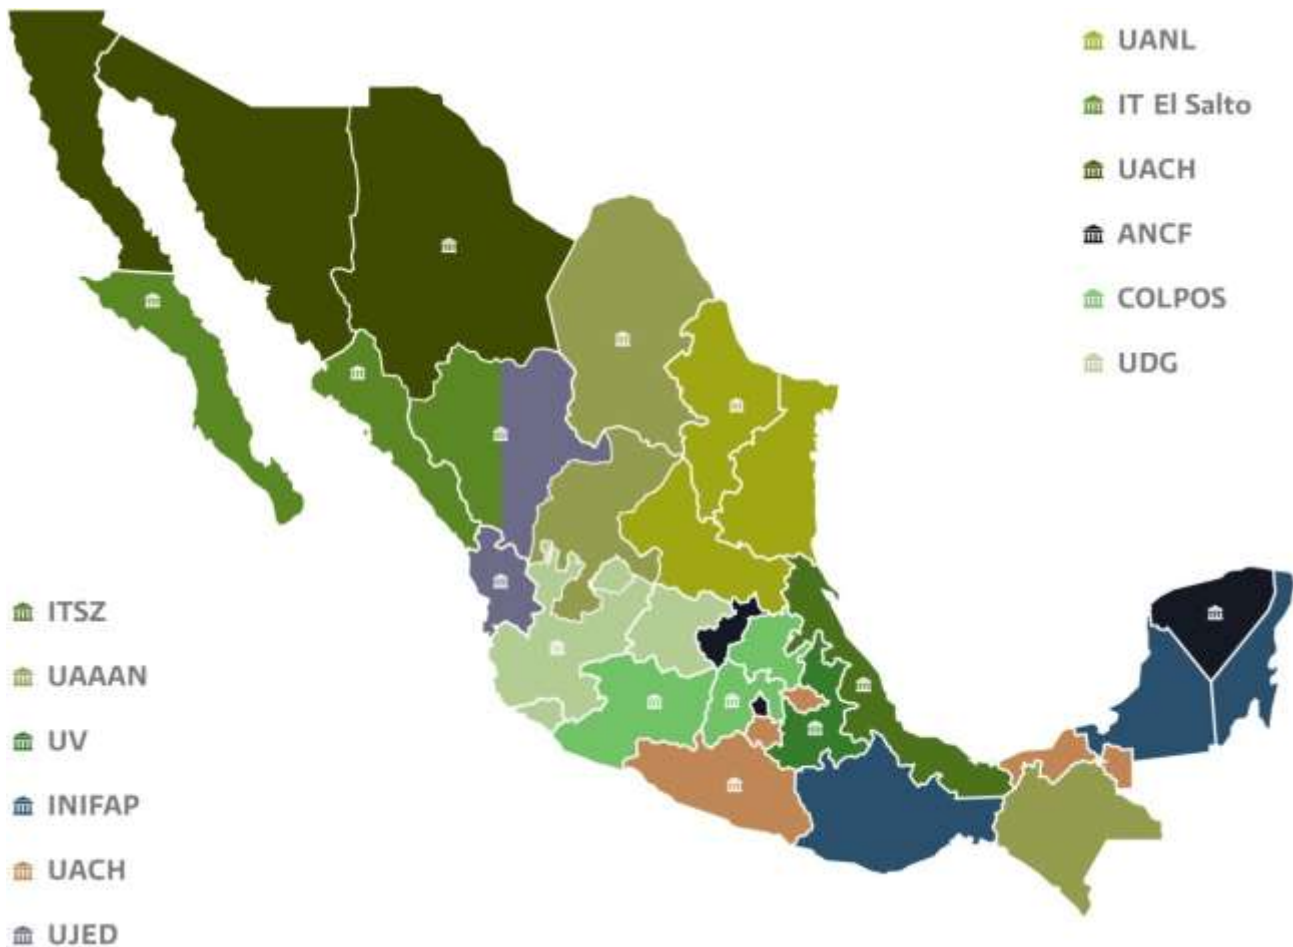 UANL
IT El Salto
UACH
ANCF
COLPOS
UDG
ITSZ
UAAAN
UV
INIFAP
UACH
UJED